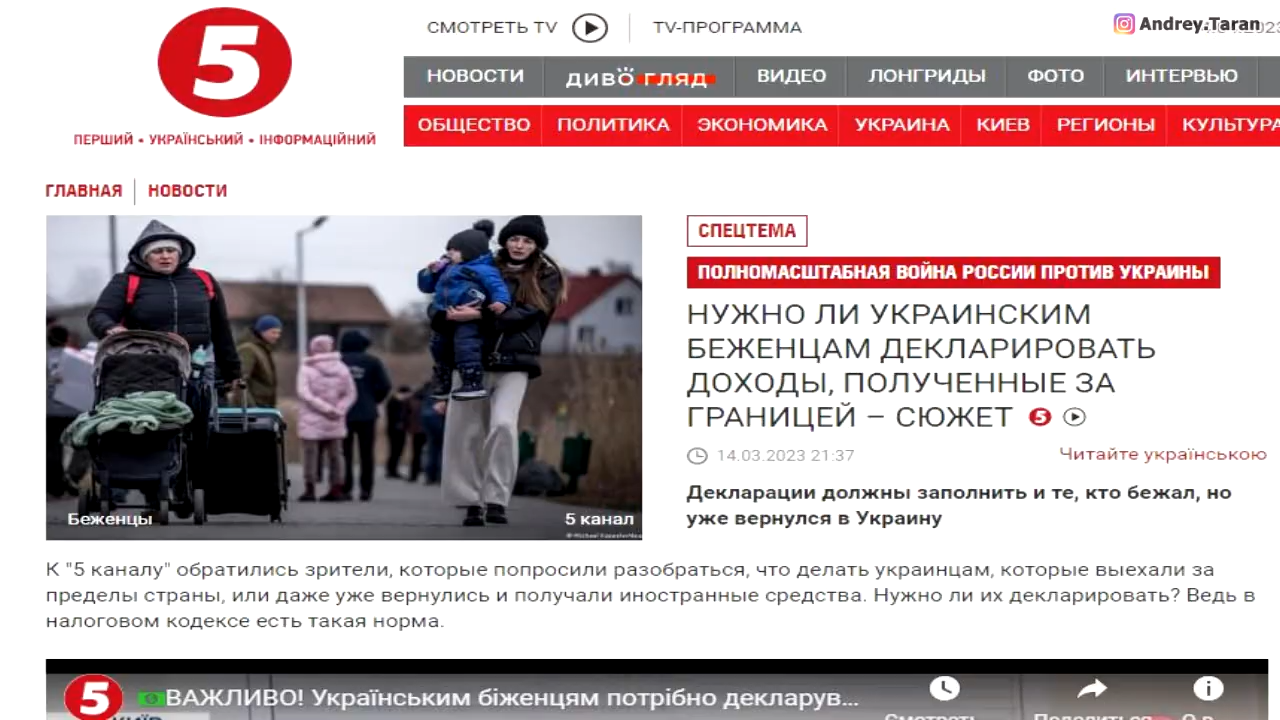 5
ПЕРШИЙ • УКРАЇНСЬКИЙ • ІНФОРМАЦІЙНИЙ
СМОТРЕТЬ TV
TV-ПРОГРАММА
Andrey.Taran
НОВОСТИ
ДИВО ГЛЯД
ВИДЕО
ЛОНГРИДЫ
ФОТО
ИНТЕРВЬЮ
ОБЩЕСТВО
ПОЛИТИКА
ЭКОНОМИКА
УКРАИНА
КИЕВ
РЕГИОНЫ
КУЛЬТУРА
ГЛАВНАЯ
НОВОСТИ
Беженцы
5 канал
СПЕЦТЕМА
ПОЛНОМАСШТАБНАЯ ВОЙНА РОССИИ ПРОТИВ УКРАИНЫ
НУЖНО ЛИ УКРАИНСКИМ
БЕЖЕНЦАМ ДЕКЛАРИРОВАТЬ
ДОХОДЫ, ПОЛУЧЕННЫЕ ЗА
ГРАНИЦЕЙ – СЮЖЕТ 5
14.03.2023 21:37
Читайте українською
Декларации должны заполнить и те, кто бежал, но
уже вернулся в Украину
К "5 каналу" обратились зрители, которые попросили разобраться, что делать украинцам, которые выехали за
пределы страны, или даже уже вернулись и получали иностранные средства. Нужно ли их декларировать? Ведь в
налоговом кодексе есть такая норма.
5
ВАЖЛИВО! Українським біженцям потрібно декларув...